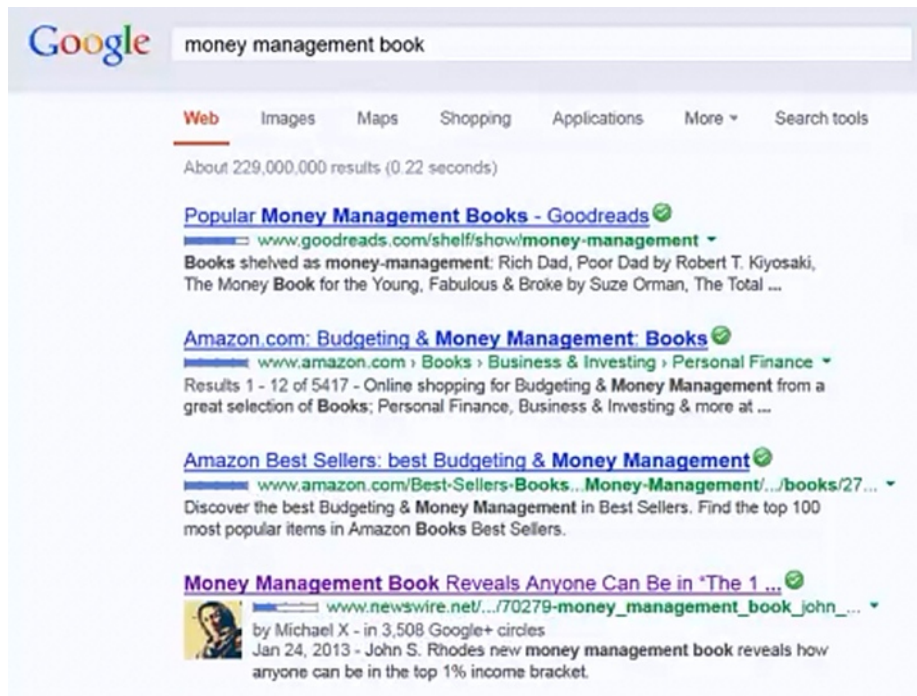 Google money management book
Web Images Maps Shopping Applications More Search tools
About 229,000,000 results (0.22 seconds)
Popular Money Management Books - Goodreads
www.goodreads.com/shelf/show/money-management
Books shelved as money-management: Rich Dad, Poor Dad by Robert T. Kiyosaki,
The Money Book for the Young, Fabulous & Broke by Suze Orman, The Total ...
Amazon.com: Budgeting & Money Management: Books
www.amazon.com › Books › Business & Investing › Personal Finance
Results 1 - 12 of 5417 - Online shopping for Budgeting & Money Management from a
great selection of Books; Personal Finance, Business & Investing & more at ...
Amazon Best Sellers: best Budgeting & Money Management
www.amazon.com/Best-Sellers-Books...Money-Management/.../books/27...
Discover the best Budgeting & Money Management in Best Sellers. Find the top 100
most popular items in Amazon Books Best Sellers.
Money Management Book Reveals Anyone Can Be in "The 1 ...
www.newswire.net/.../70279-money_management_book_john_...
by Michael X - in 3,508 Google+ circles
Jan 24, 2013 - John S. Rhodes new money management book reveals how
anyone can be in the top 1% income bracket.